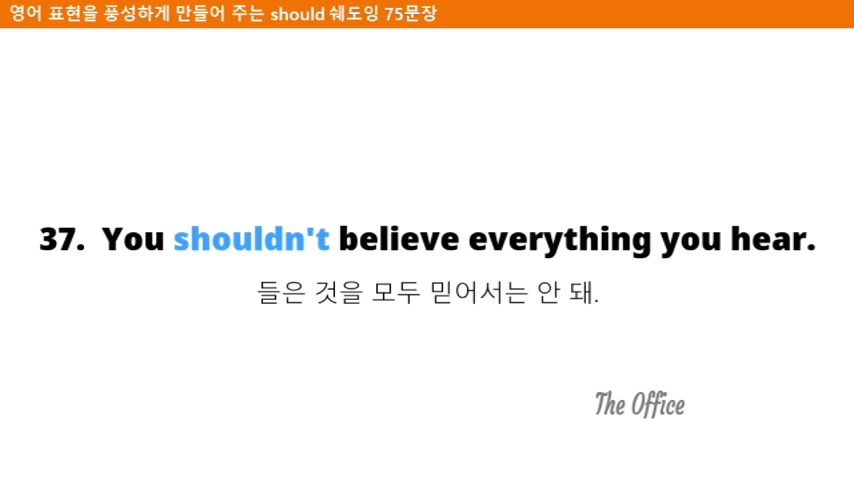 영어 표현을 풍성하게 만들어 주는 should 쉐도잉 75문장
37. You shouldn't believe everything you hear.
들은 것을 모두 믿어서는 안 돼.
The Office